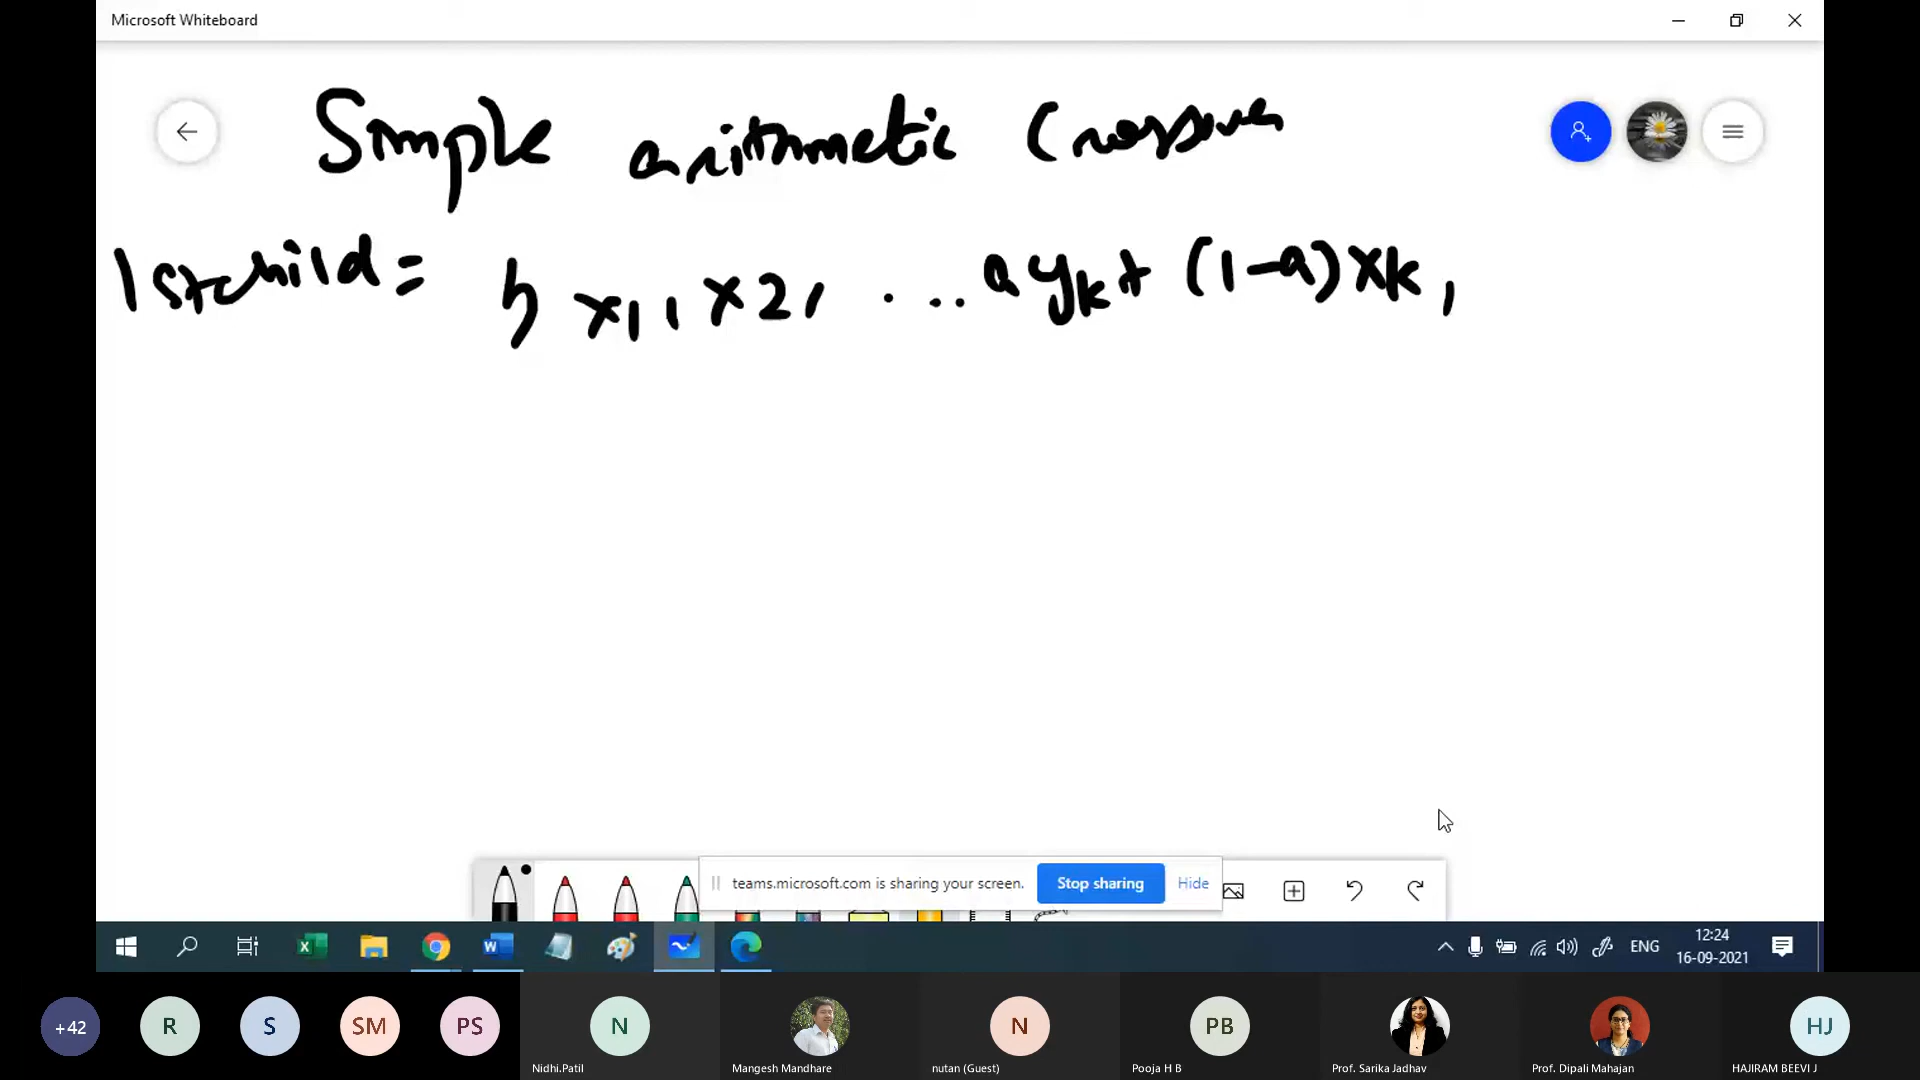 Microsoft Whiteboard
Simple arithmetic Crossover
1st child = x1, x2, ... ayk + (1-a)xk,
teams.microsoft.com is sharing your screen. Stop sharing Hide
ENG 12:24
16-09-2021
+42 R S SM PS N N PB HJ
Nidhi.Patil Mangesh Mandhare nutan (Guest) Pooja H B Prof. Sarika Jadhav Prof. Dipali Mahajan HAJIRAM BEEVI J